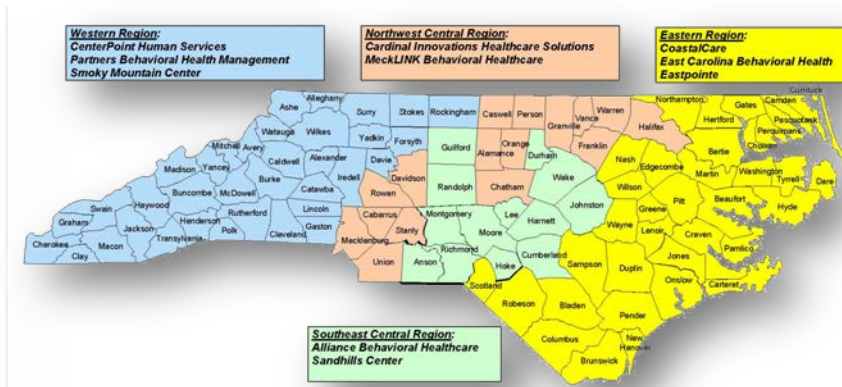 Western Region:
CenterPoint Human Services
Partners Behavioral Health Management
Smoky Mountain Center
Northwest Central Region:
Cardinal Innovations Healthcare Solutions
MeckLINK Behavioral Healthcare
Eastern Region:
CoastalCare
East Carolina Behavioral Health
Eastpointe
Currituck
Alleghany
Ashe
Surry
Stokes
Rockingham
Caswell
Person
Granville
Vance
Warren
Halifax
Northampton
Gates
Camden
Pasquotank
Perquimans
Chowan
Hertford
Bertie
Watauga
Wilkes
Yadkin
Forsyth
Guilford
Alamance
Orange
Durham
Franklin
Nash
Edgecombe
Martin
Washington
Tyrrell
Dare
Mitchell
Avery
Madison
Yancey
Caldwell
Alexander
Iredell
Davie
Davidson
Randolph
Chatham
Wake
Wilson
Pitt
Beaufort
Hyde
Buncombe
McDowell
Burke
Catawba
Rowan
Johnston
Greene
Swain
Haywood
Rutherford
Lincoln
Cabarrus
Montgomery
Lee
Harnett
Wayne
Lenoir
Craven
Pamlico
Graham
Jackson
Henderson
Polk
Cleveland
Gaston
Mecklenburg
Stanly
Moore
Cherokee
Clay
Macon
Transylvania
Union
Anson
Richmond
Hoke
Cumberland
Sampson
Duplin
Jones
Onslow
Carteret
Scotland
Robeson
Bladen
Pender
Columbus
New
Hanover
Brunswick
Southeast Central Region:
Alliance Behavioral Healthcare
Sandhills Center